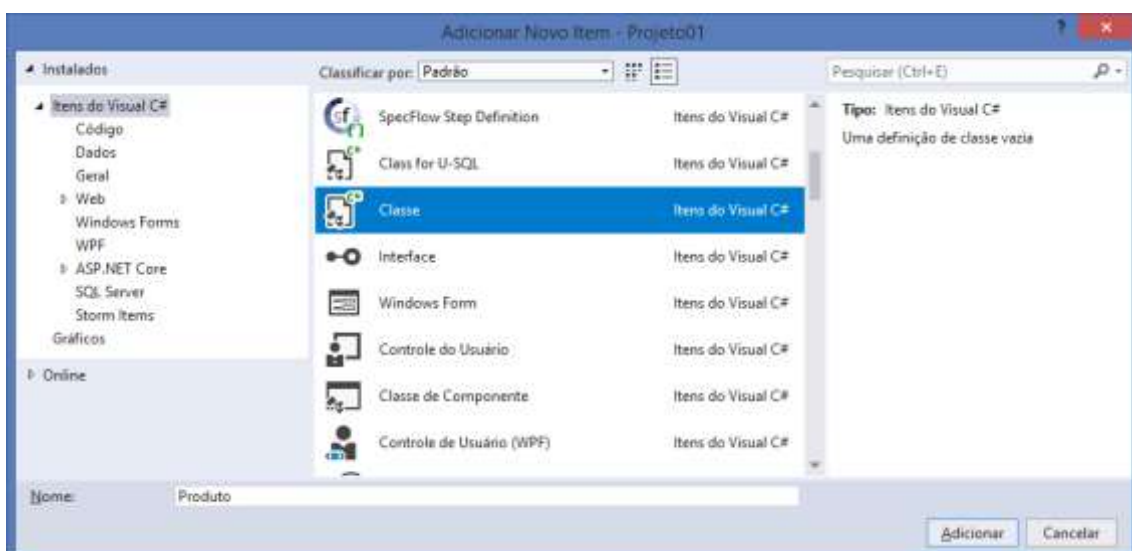 Adicionar Novo Item - Projeto01
Instalados
Classificar por: Padrão
Pesquisar (Ctrl+E)
Itens do Visual C#
Código
Dados
Geral
Web
Windows Forms
WPF
ASP.NET Core
SQL Server
Storm Items
Gráficos
Online
SpecFlow Step Definition Itens do Visual C#
Class for U-SQL Itens do Visual C#
Classe Itens do Visual C#
Interface Itens do Visual C#
Windows Form Itens do Visual C#
Controle do Usuário Itens do Visual C#
Classe de Componente Itens do Visual C#
Controle de Usuário (WPF) Itens do Visual C#
Tipo: Itens do Visual C#
Uma definição de classe vazia
Nome: Produto
Adicionar Cancelar